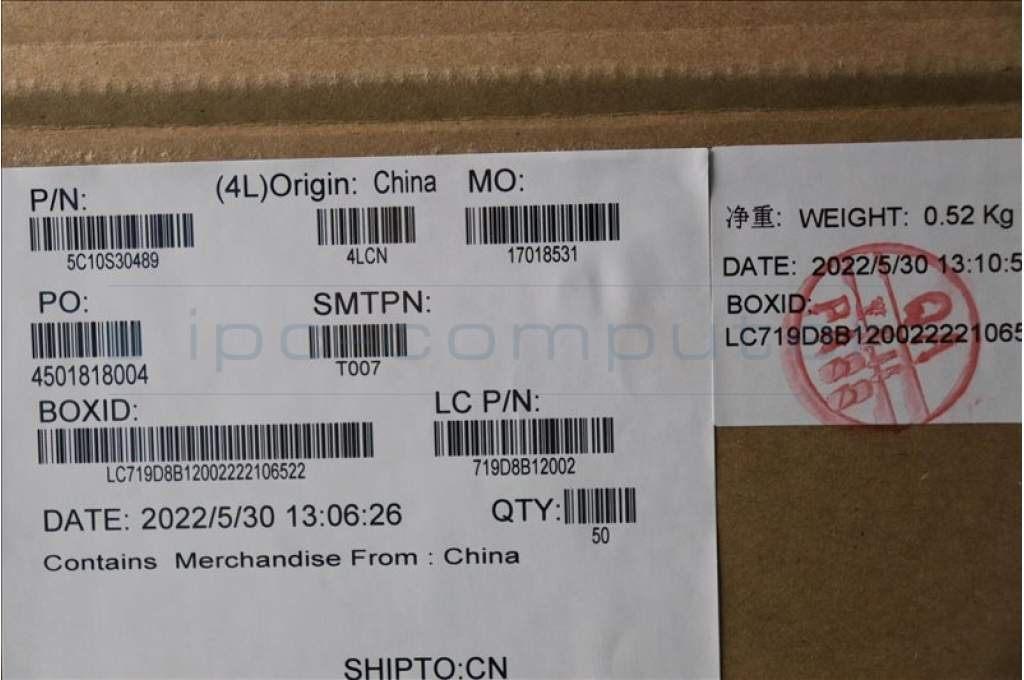 P/N: (4L)Origin: China MO:
5C10S30489 4LCN 17018531
PO: SMTPN:
4501818004 T007
BOXID: LC P/N:
LC719D8B12002222106522 719D8B12002
DATE: 2022/5/30 13:06:26 QTY:
50
Contains Merchandise From : China
SHIPTO:CN
净重: WEIGHT: 0.52 Kg
DATE: 2022/5/30 13:10:5
BOXID:
LC719D8B120022221065
ipc-comput